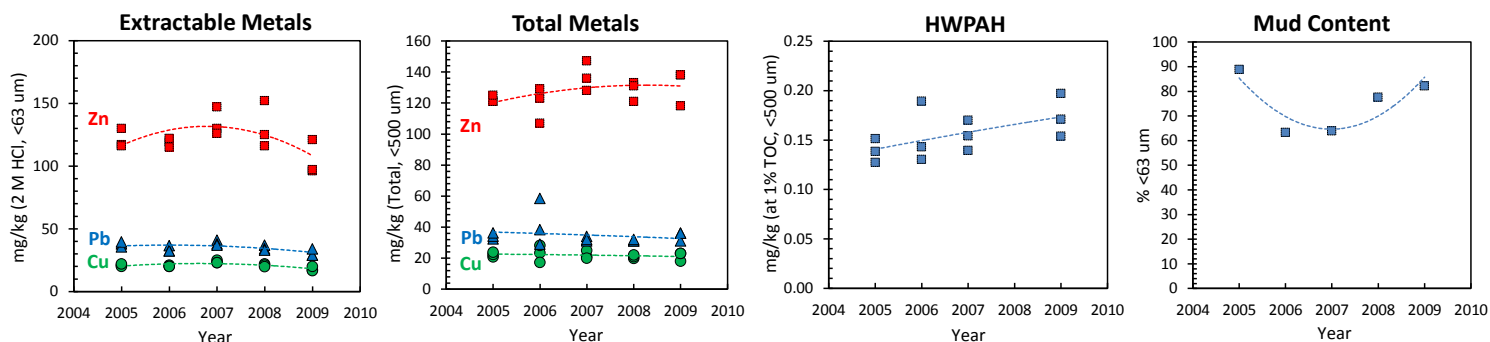 Extractable Metals
mg/kg (2 M HCl, <63 um)
200
150
100
50
0
Zn
Pb
Cu
2004 2005 2006 2007 2008 2009 2010
Year
Total Metals
mg/kg (Total, <500 um)
160
140
120
100
80
60
40
20
0
Zn
Pb
Cu
2004 2005 2006 2007 2008 2009 2010
Year
HWPAH
mg/kg (at 1% TOC, <500 um)
0.25
0.20
0.15
0.10
0.05
0.00
2004 2005 2006 2007 2008 2009 2010
Year
Mud Content
% <63 um
100
90
80
70
60
50
40
30
20
10
0
2004 2005 2006 2007 2008 2009 2010
Year